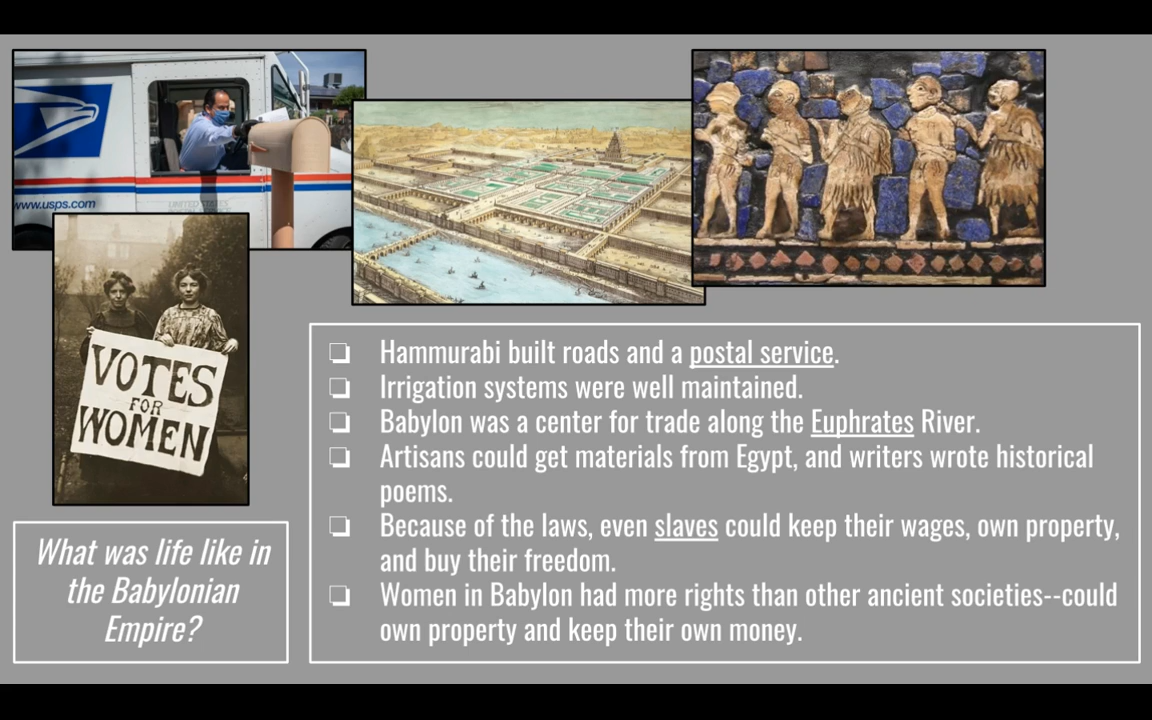 www.usps.com
UNITED STATES
VOTES
FOR
WOMEN
What was life like in
the Babylonian
Empire?
❏ Hammurabi built roads and a postal service.
❏ Irrigation systems were well maintained.
❏ Babylon was a center for trade along the Euphrates River.
❏ Artisans could get materials from Egypt, and writers wrote historical
poems.
❏ Because of the laws, even slaves could keep their wages, own property,
and buy their freedom.
❏ Women in Babylon had more rights than other ancient societies--could
own property and keep their own money.